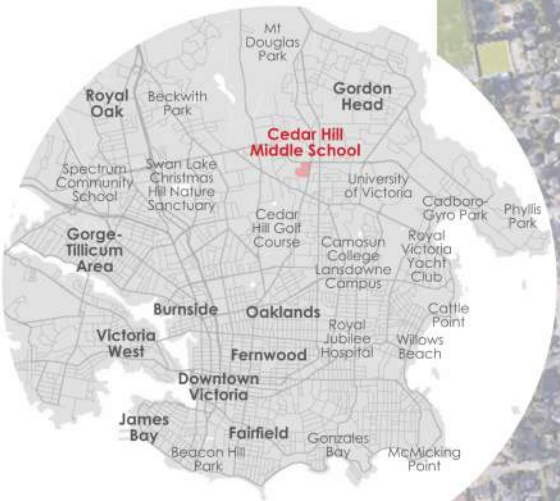 Mt
Douglas
Park
Royal
Oak
Beckwith
Park
Gordon
Head
Cedar Hill
Middle School
Spectrum
Community
School
Swan Lake
Christmas
Hill Nature
Sanctuary
University
of Victoria
Cadboro-
Gyro Park
Phyllis
Park
Gorge-
Tillicum
Area
Cedar
Hill Golf
Course
Camosun
College
Lansdowne
Campus
Royal
Victoria
Yacht
Club
Burnside
Oaklands
Cattle
Point
Victoria
West
Fernwood
Royal
Jubilee
Hospital
Willows
Beach
Downtown
Victoria
James
Bay
Beacon Hill
Park
Fairfield
Gonzales
Bay
McMicking
Point